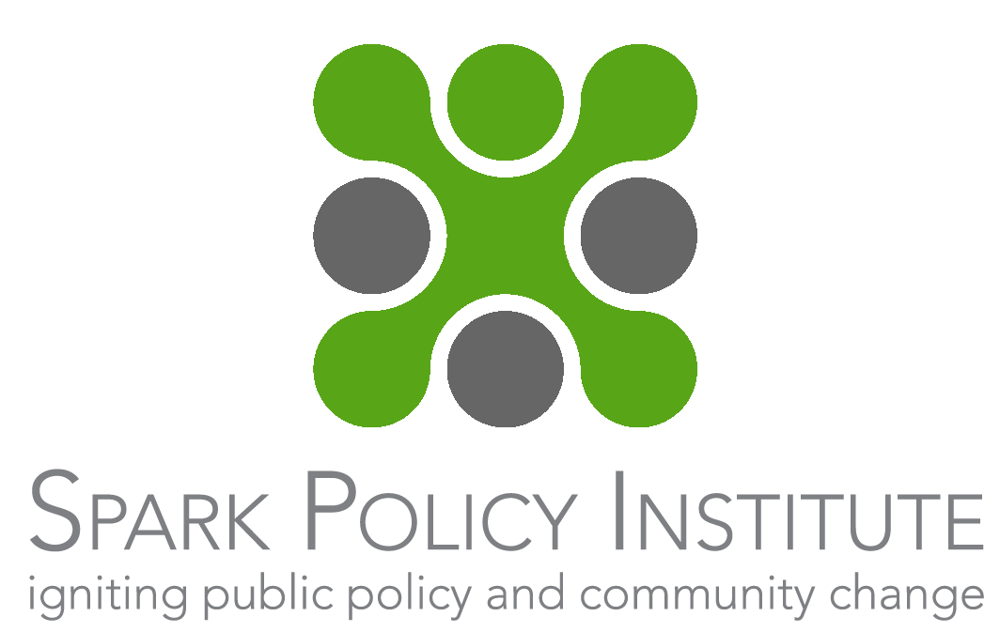 Spark Policy Institute
igniting public policy and community change